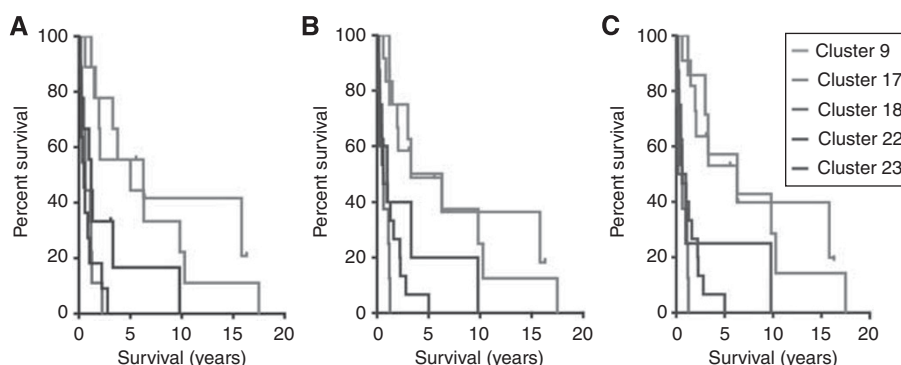 A
B
C
Percent survival
100
80
60
40
20
0
0 5 10 15 20
Survival (years)
Percent survival
100
80
60
40
20
0
0 5 10 15 20
Survival (years)
Percent survival
100
80
60
40
20
0
0 5 10 15 20
Survival (years)
Cluster 9
Cluster 17
Cluster 18
Cluster 22
Cluster 23